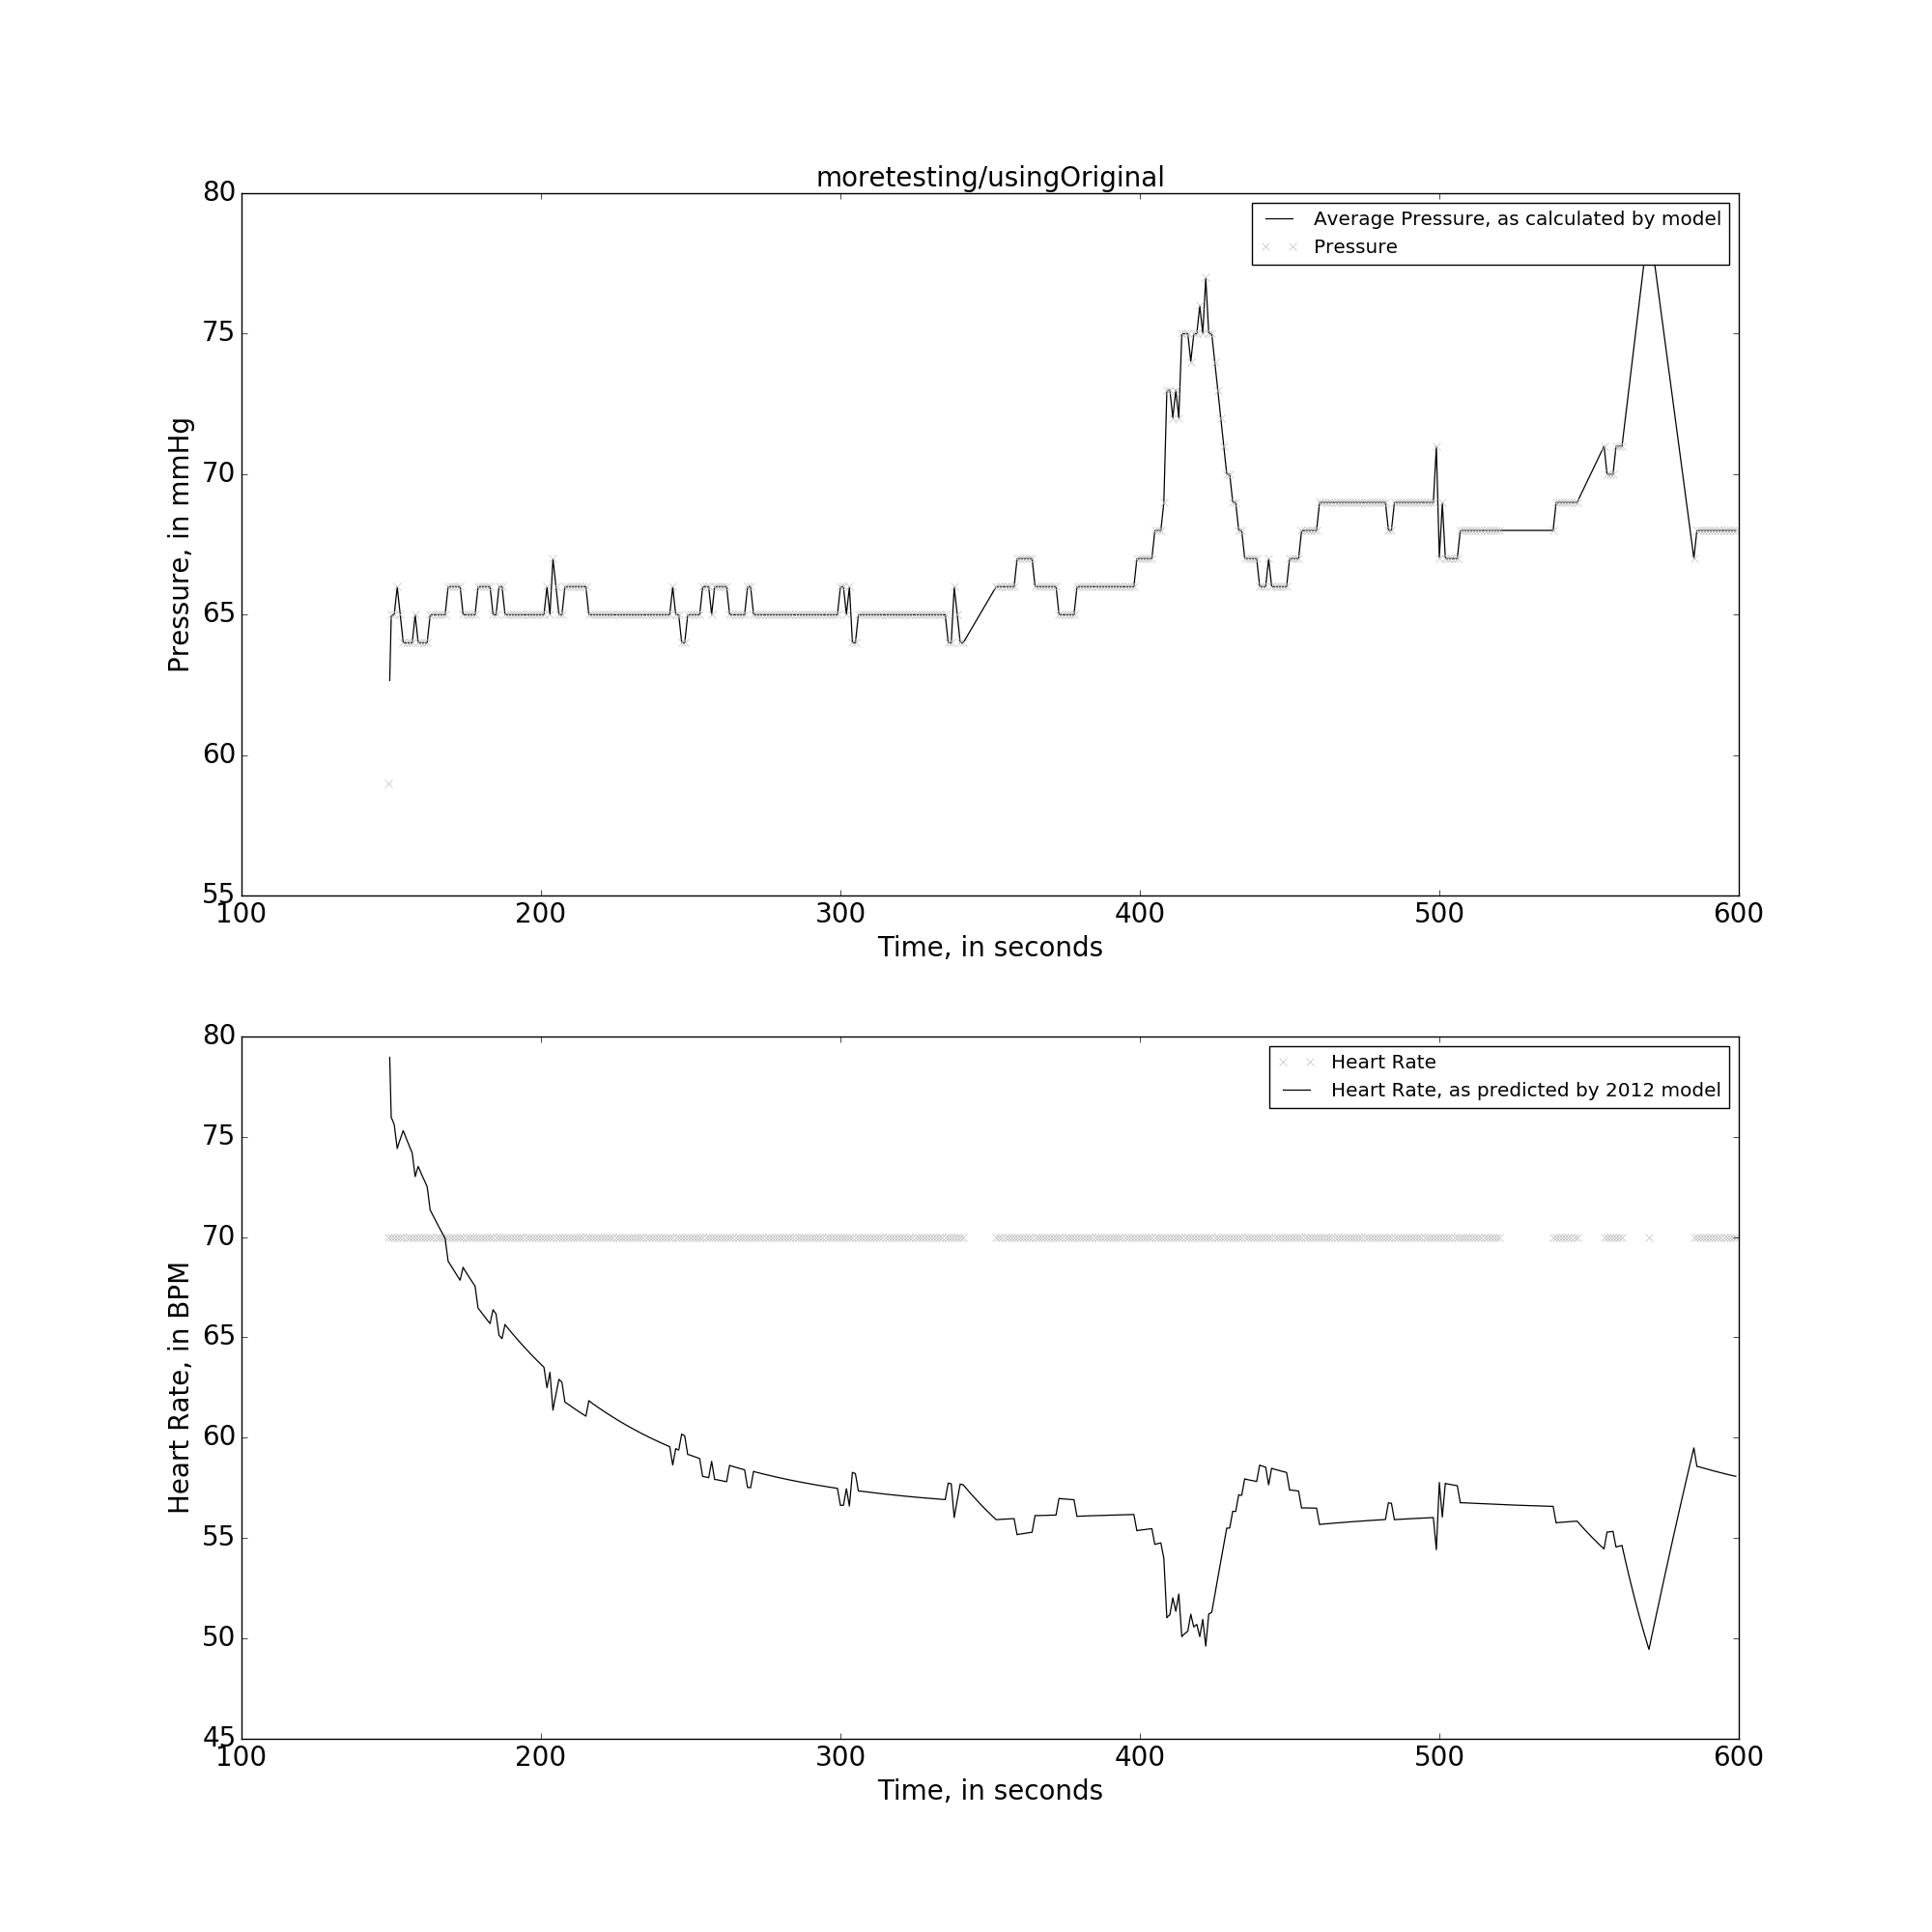 moretesting/usingOriginal
80
75
70
65
60
55
Pressure, in mmHg
Average Pressure, as calculated by model
Pressure
100 200 300 400 500 600
Time, in seconds
80
75
70
65
60
55
50
45
Heart Rate, in BPM
Heart Rate
Heart Rate, as predicted by 2012 model
100 200 300 400 500 600
Time, in seconds